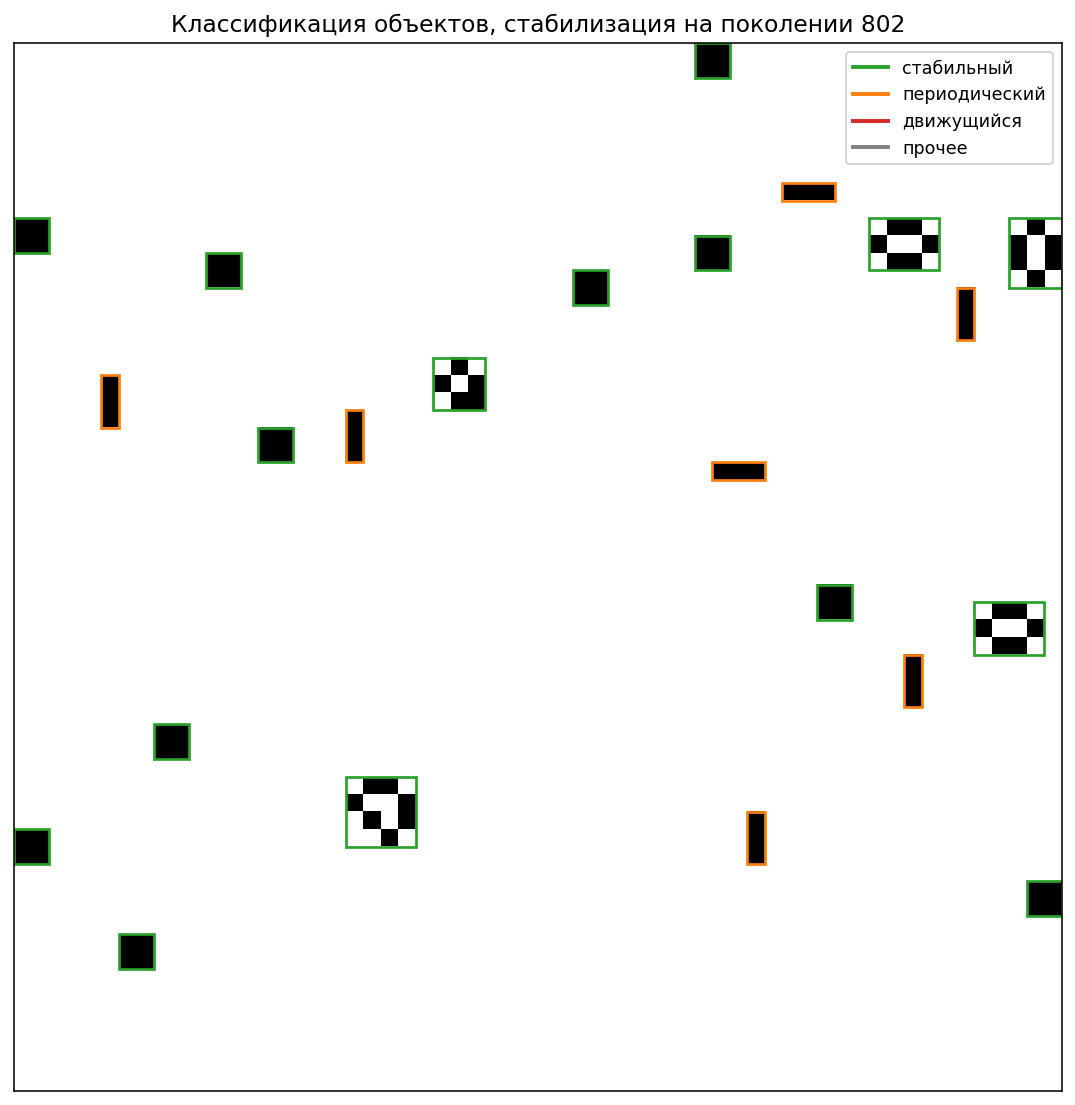 Классификация объектов, стабилизация на поколении 802
стабильный
периодический
движущийся
прочее